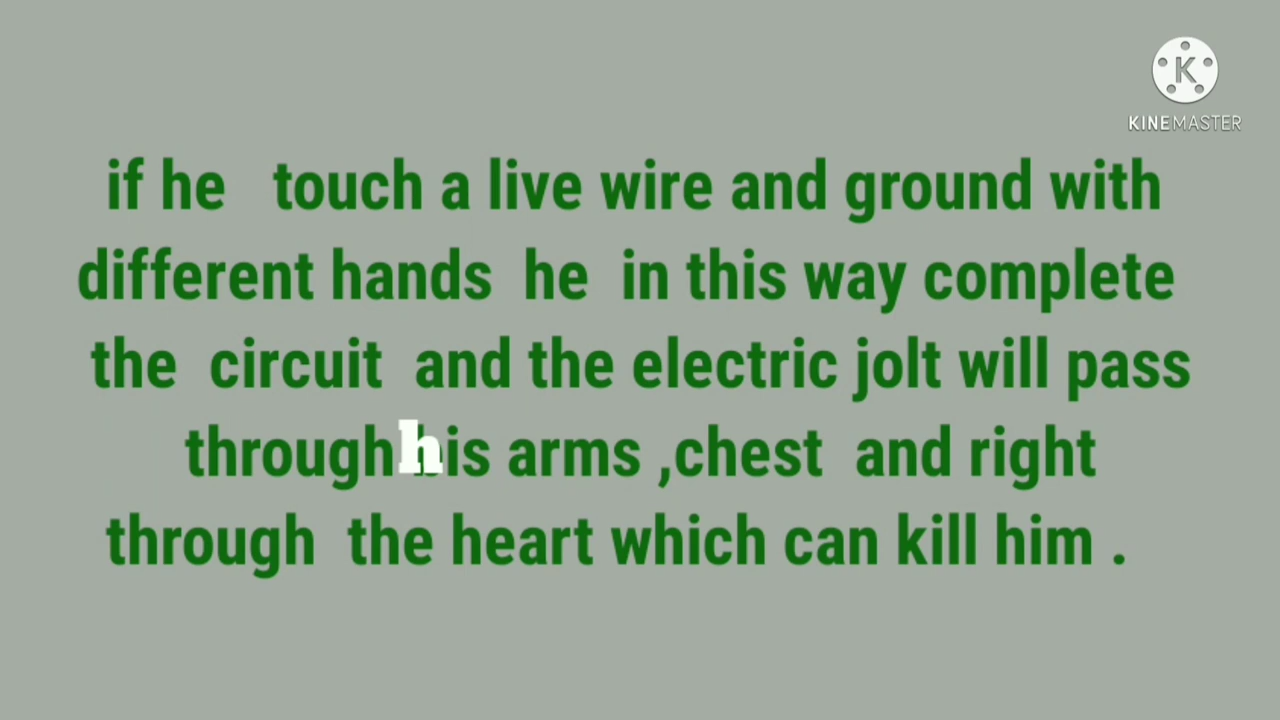 KINEMASTER
if he touch a live wire and ground with
different hands he in this way complete
the circuit and the electric jolt will pass
through his arms ,chest and right
through the heart which can kill him .